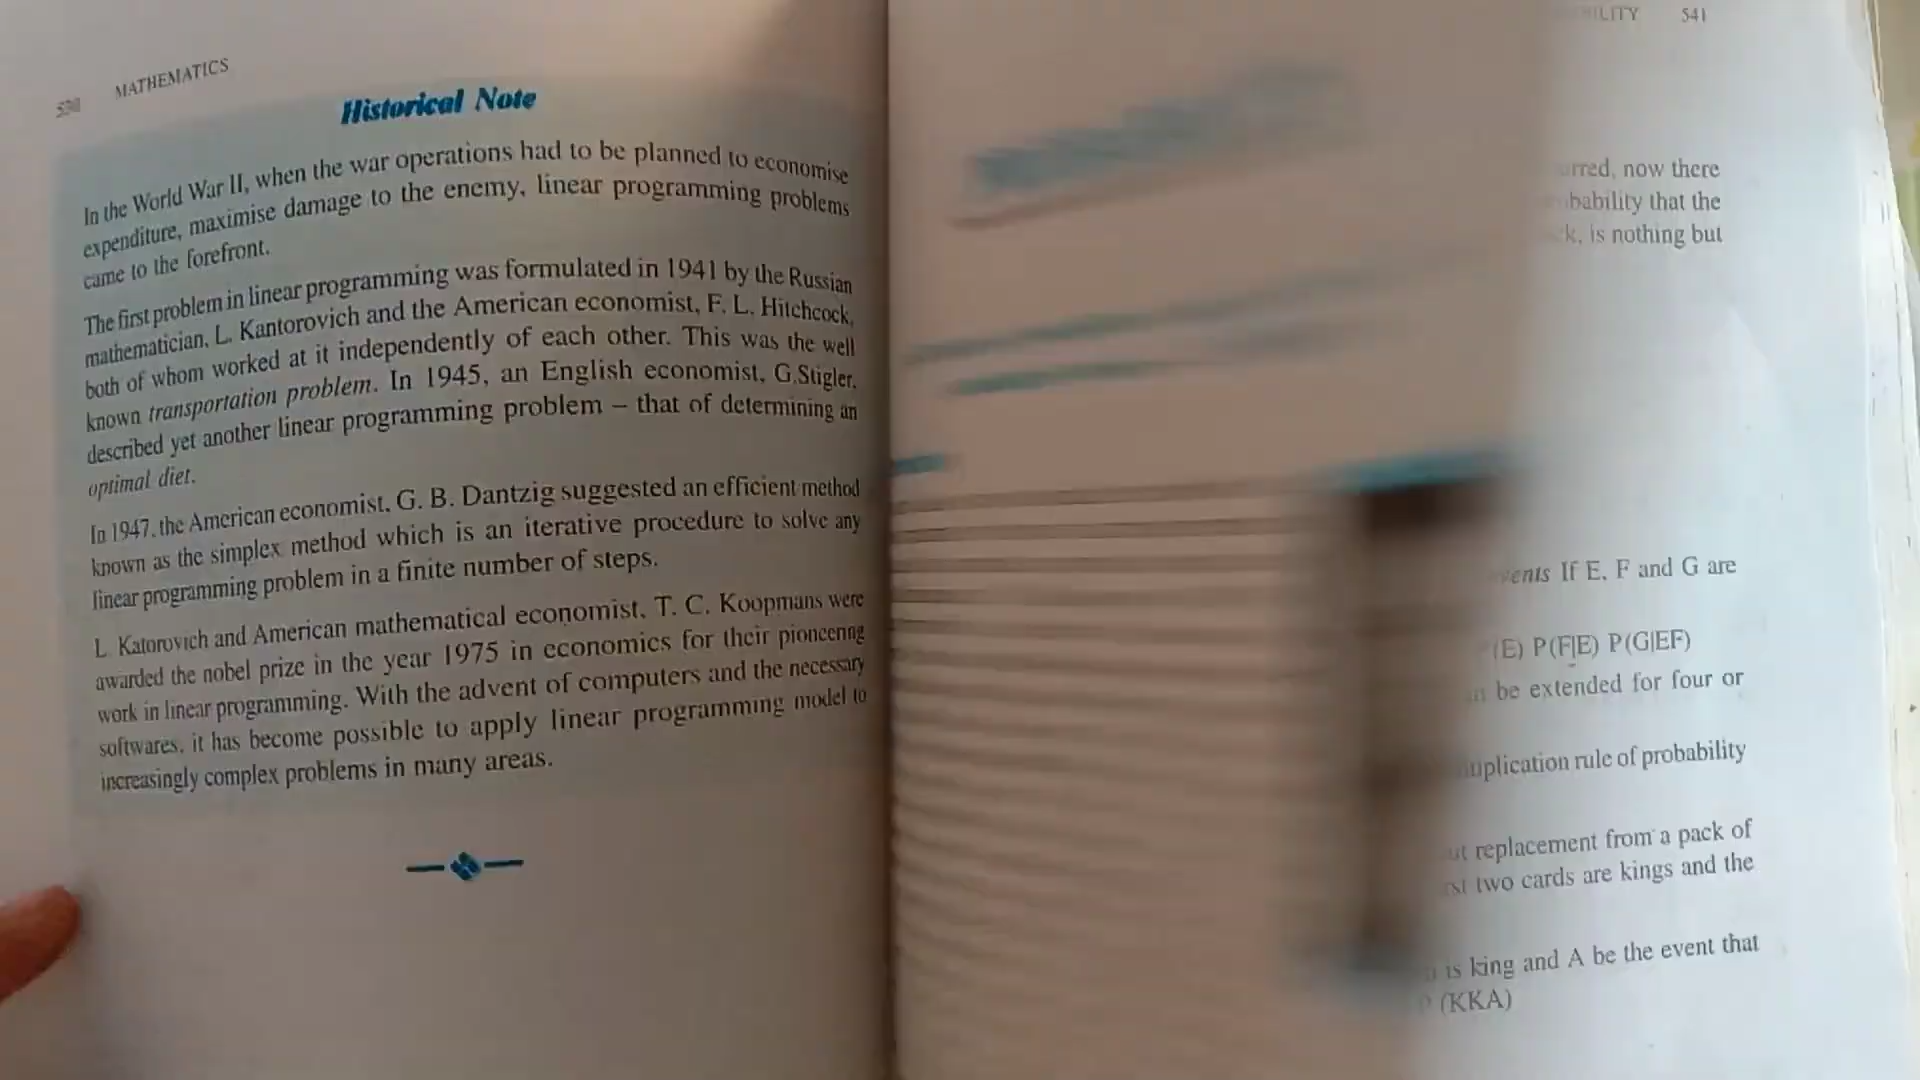 530 MATHEMATICS
Historical Note
In the World War II, when the war operations had to be planned to economise
expenditure, maximise damage to the enemy, linear programming problems
came to the forefront.
The first problem in linear programming was formulated in 1941 by the Russian
mathematician, L. Kantorovich and the American economist, F. L. Hitchcock,
both of whom worked at it independently of each other. This was the well
known transportation problem. In 1945, an English economist, G.Stigler,
described yet another linear programming problem – that of determining an
optimal diet.
In 1947, the American economist, G. B. Dantzig suggested an efficient method
known as the simplex method which is an iterative procedure to solve any
linear programming problem in a finite number of steps.
L. Katorovich and American mathematical economist, T. C. Koopmans were
awarded the nobel prize in the year 1975 in economics for their pioneering
work in linear programming. With the advent of computers and the necessary
softwares, it has become possible to apply linear programming model to
increasingly complex problems in many areas.
541
now there
that the
is nothing but
If E, F and G are
P(F|E) P(G|EF)
be extended for four or
rule of probability
replacement from a pack of
two cards are kings and the
is king and A be the event that
(KKA)